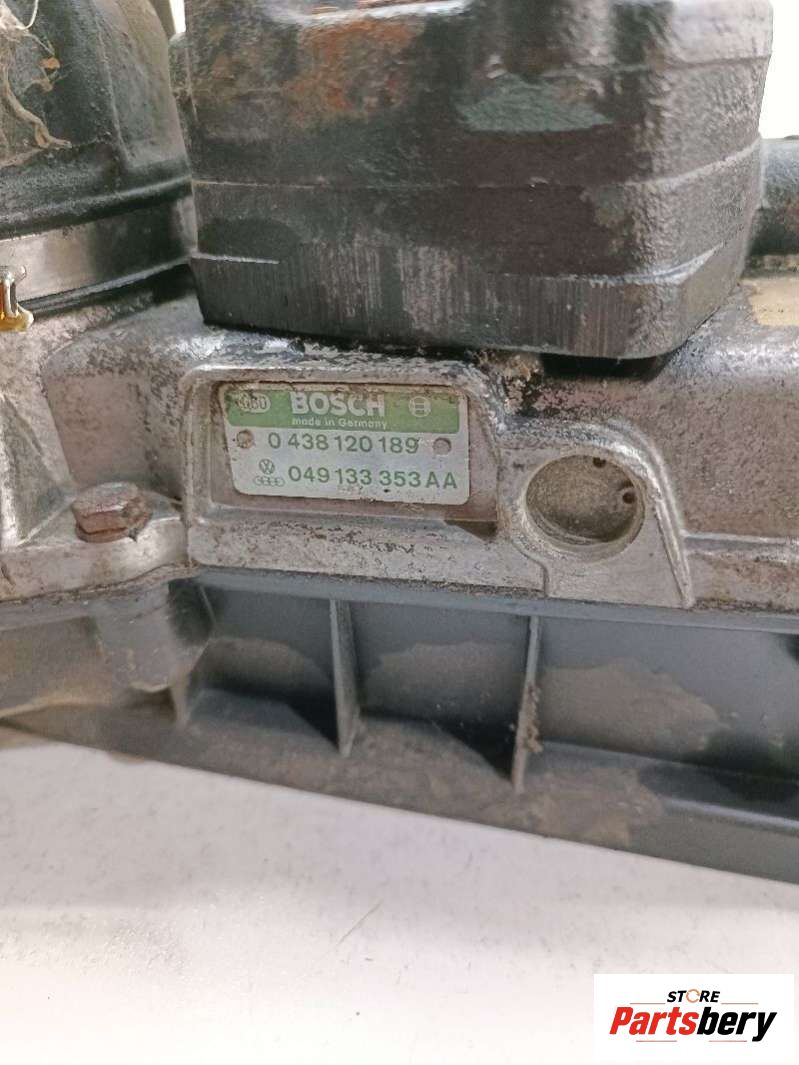 BOSCH
made in Germany
0 438 120 189
049 133 353 AA
STORE
Partsbery